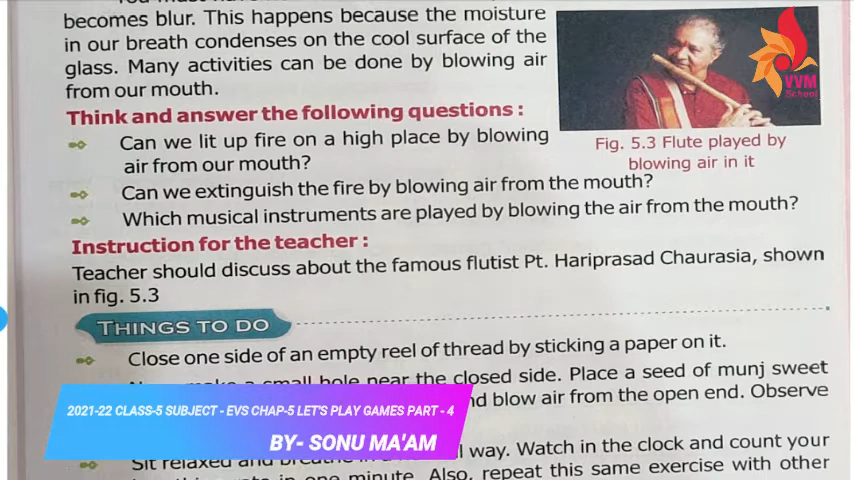 becomes blur. This happens because the moisture
in our breath condenses on the cool surface of the
glass. Many activities can be done by blowing air
from our mouth.
Think and answer the following questions :
Can we lit up fire on a high place by blowing
air from our mouth?
Can we extinguish the fire by blowing air from the mouth?
Which musical instruments are played by blowing the air from the mouth?
VVM
School
Fig. 5.3 Flute played by
blowing air in it
Instruction for the teacher :
Teacher should discuss about the famous flutist Pt. Hariprasad Chaurasia, shown
in fig. 5.3
THINGS TO DO
Close one side of an empty reel of thread by sticking a paper on it.
make a small hole near the closed side. Place a seed of munj sweet
nd blow air from the open end. Observe
2021-22 CLASS-5 SUBJECT - EVS CHAP-5 LET'S PLAY GAMES PART - 4
BY- SONU MA'AM
way. Watch in the clock and count your
Sit relaxed and
in one minute. Also, repeat this same exercise with other